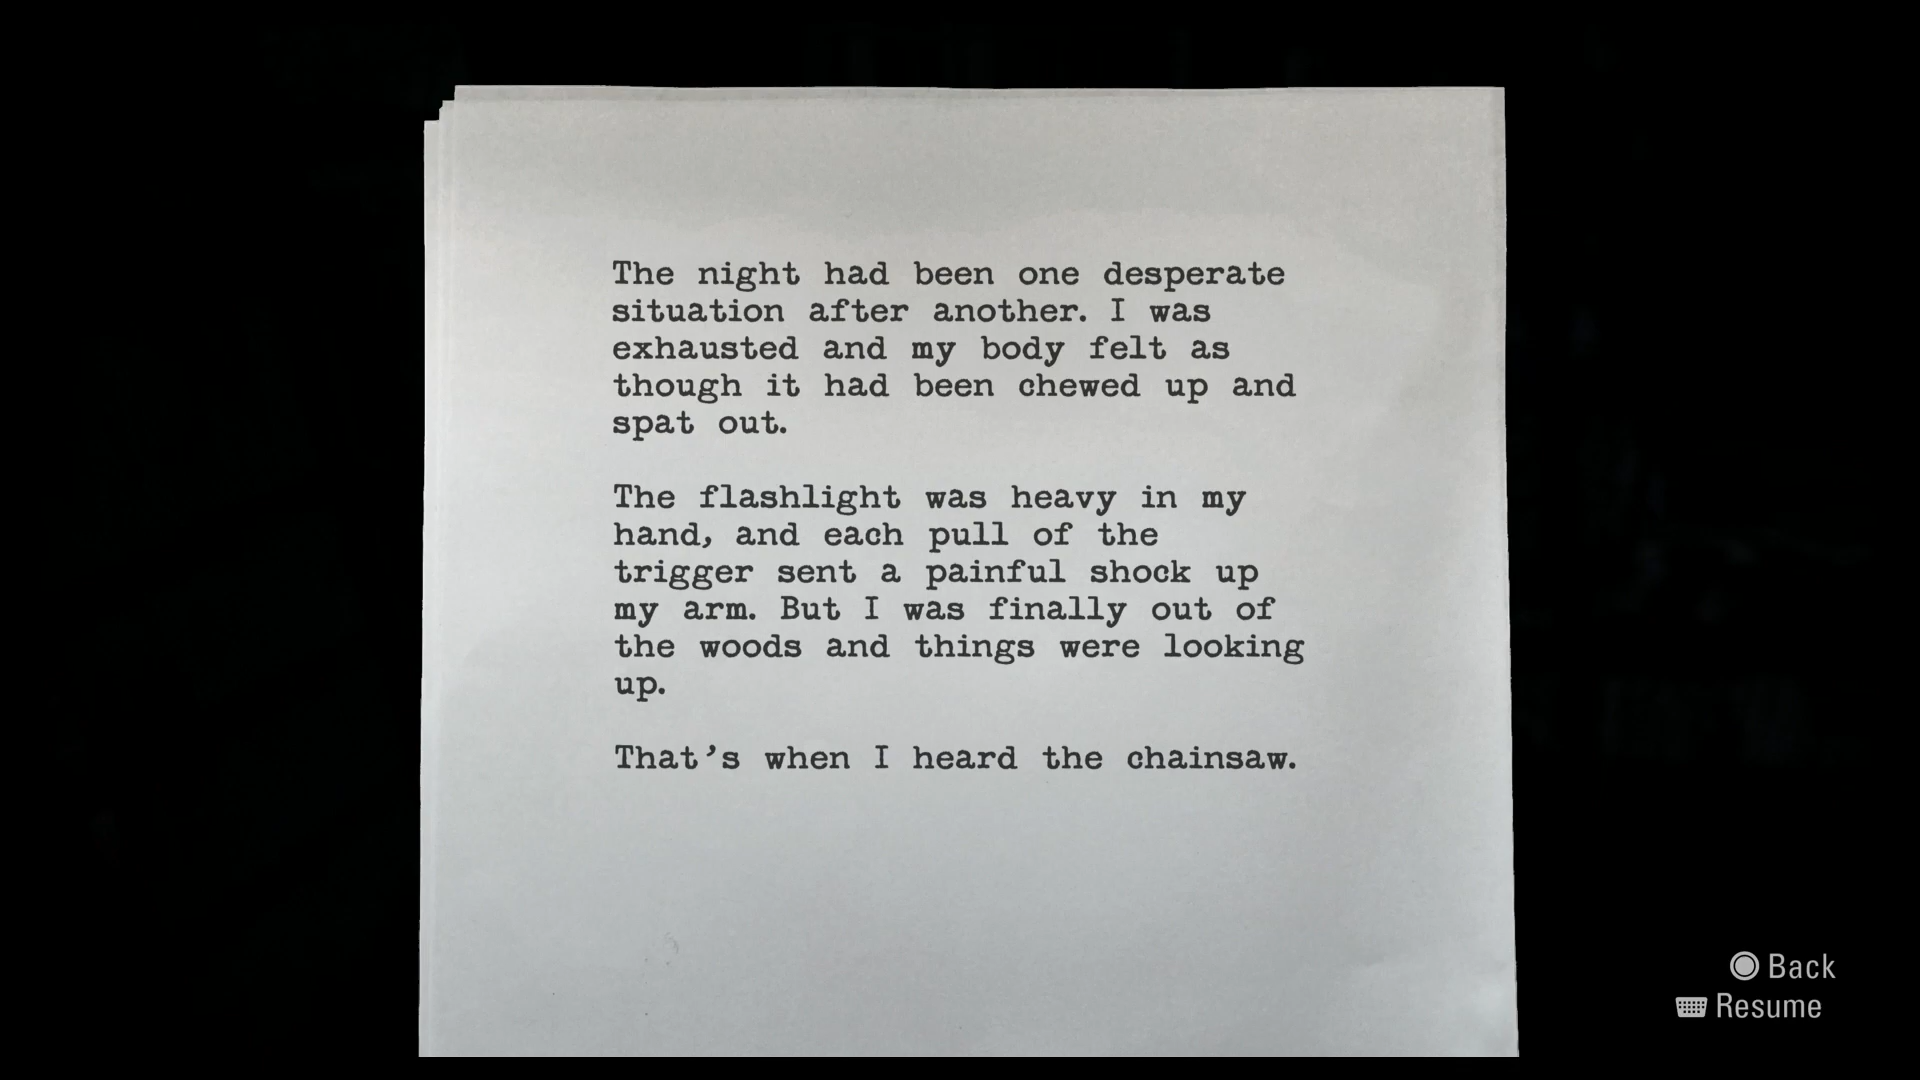 The night had been one desperate
situation after another. I was
exhausted and my body felt as
though it had been chewed up and
spat out.
The flashlight was heavy in my
hand, and each pull of the
trigger sent a painful shock up
my arm. But I was finally out of
the woods and things were looking
up.
That's when I heard the chainsaw.
Back
Resume